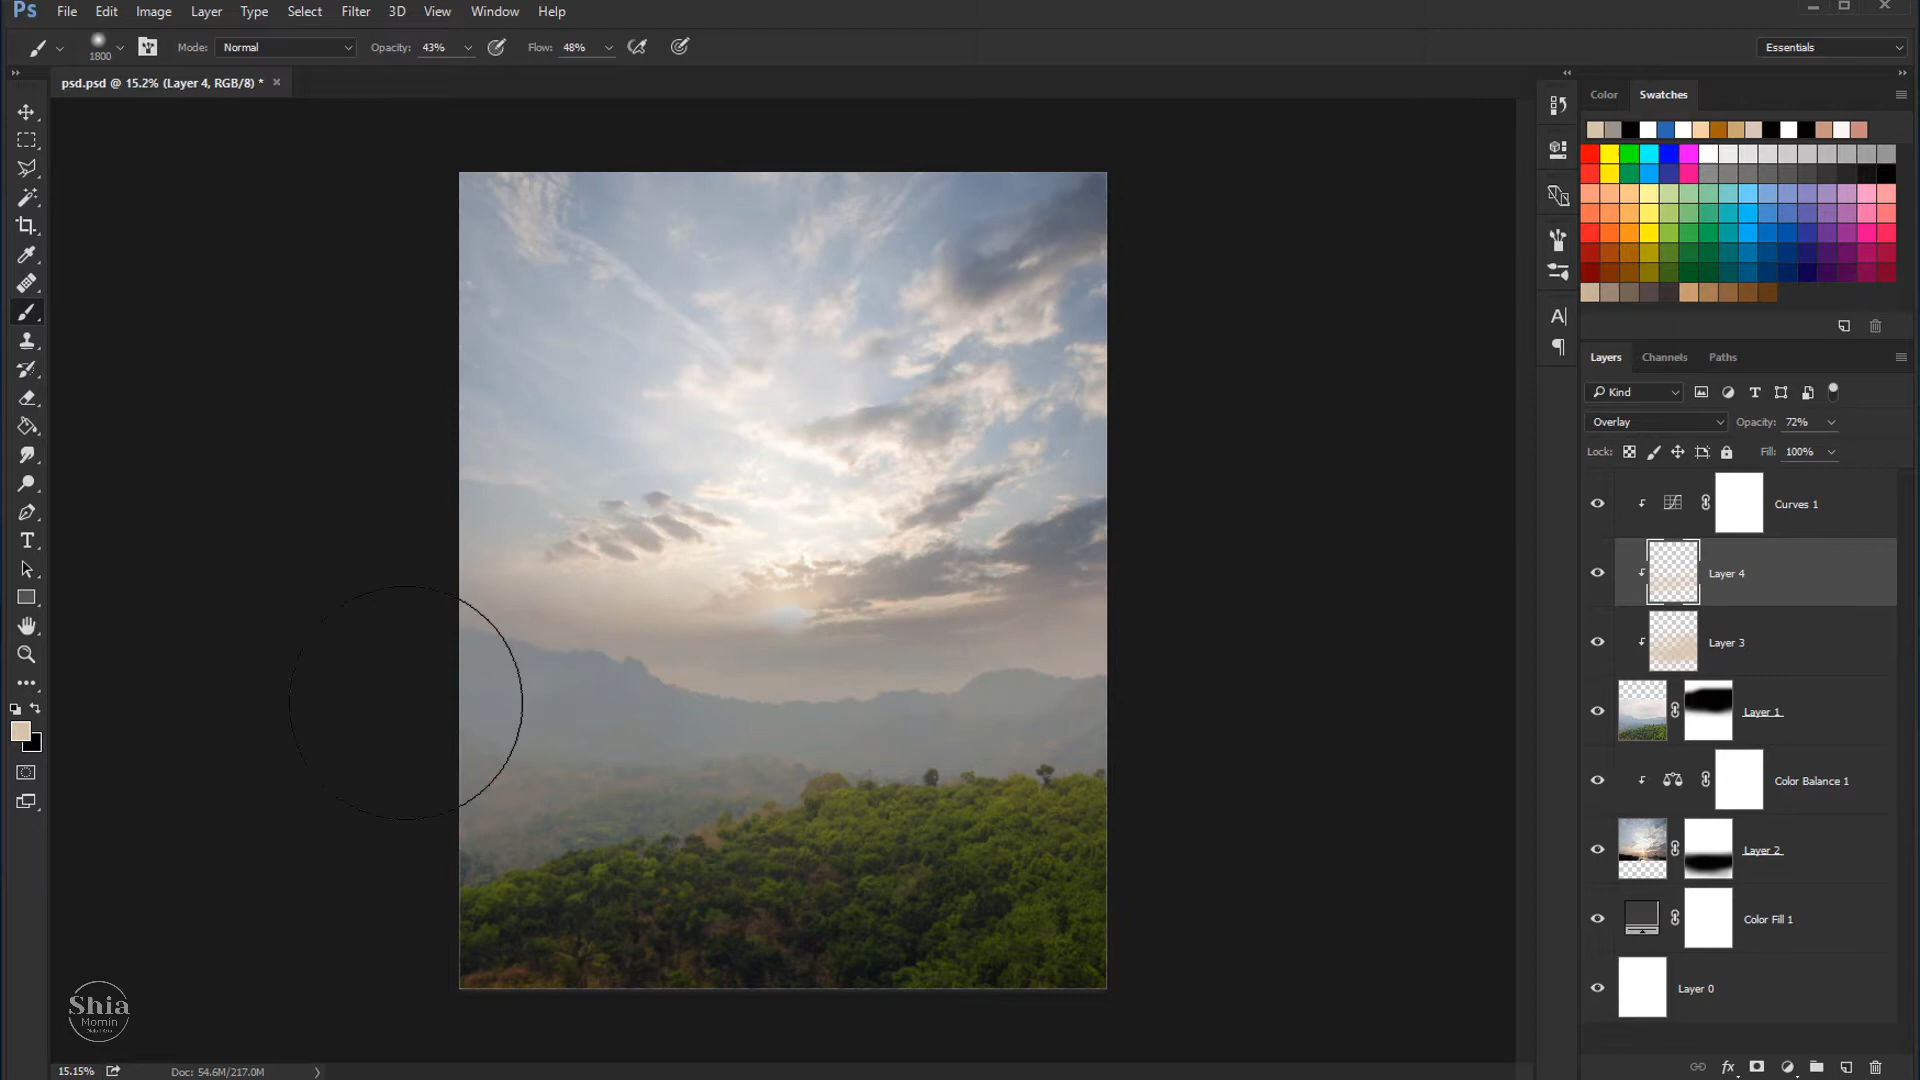 Ps File Edit Image Layer Type Select Filter 3D View Window Help
1800 Mode: Normal Opacity: 43% Flow: 48% Essentials
psd.psd @ 15.2% (Layer 4, RGB/8) *
Color Swatches
Layers Channels Paths
Kind
Overlay Opacity: 72%
Lock: Fill: 100%
Curves 1
Layer 4
Layer 3
Layer 1
Color Balance 1
Layer 2
Color Fill 1
Layer 0
Shia
Momin
15.15% Doc: 54.6M/217.0M